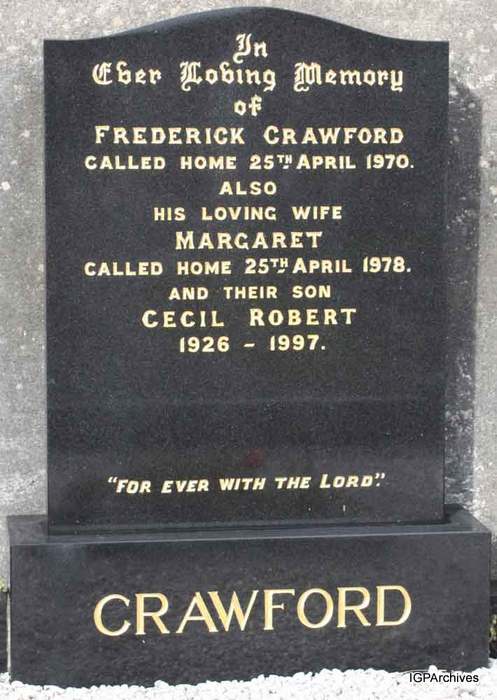 In
Ever Loving Memory
of
FREDERICK CRAWFORD
CALLED HOME 25TH APRIL 1970.
ALSO
HIS LOVING WIFE
MARGARET
CALLED HOME 25TH APRIL 1978.
AND THEIR SON
CECIL ROBERT
1926 – 1997.
"FOR EVER WITH THE LORD".
CRAWFORD
IGPArchives